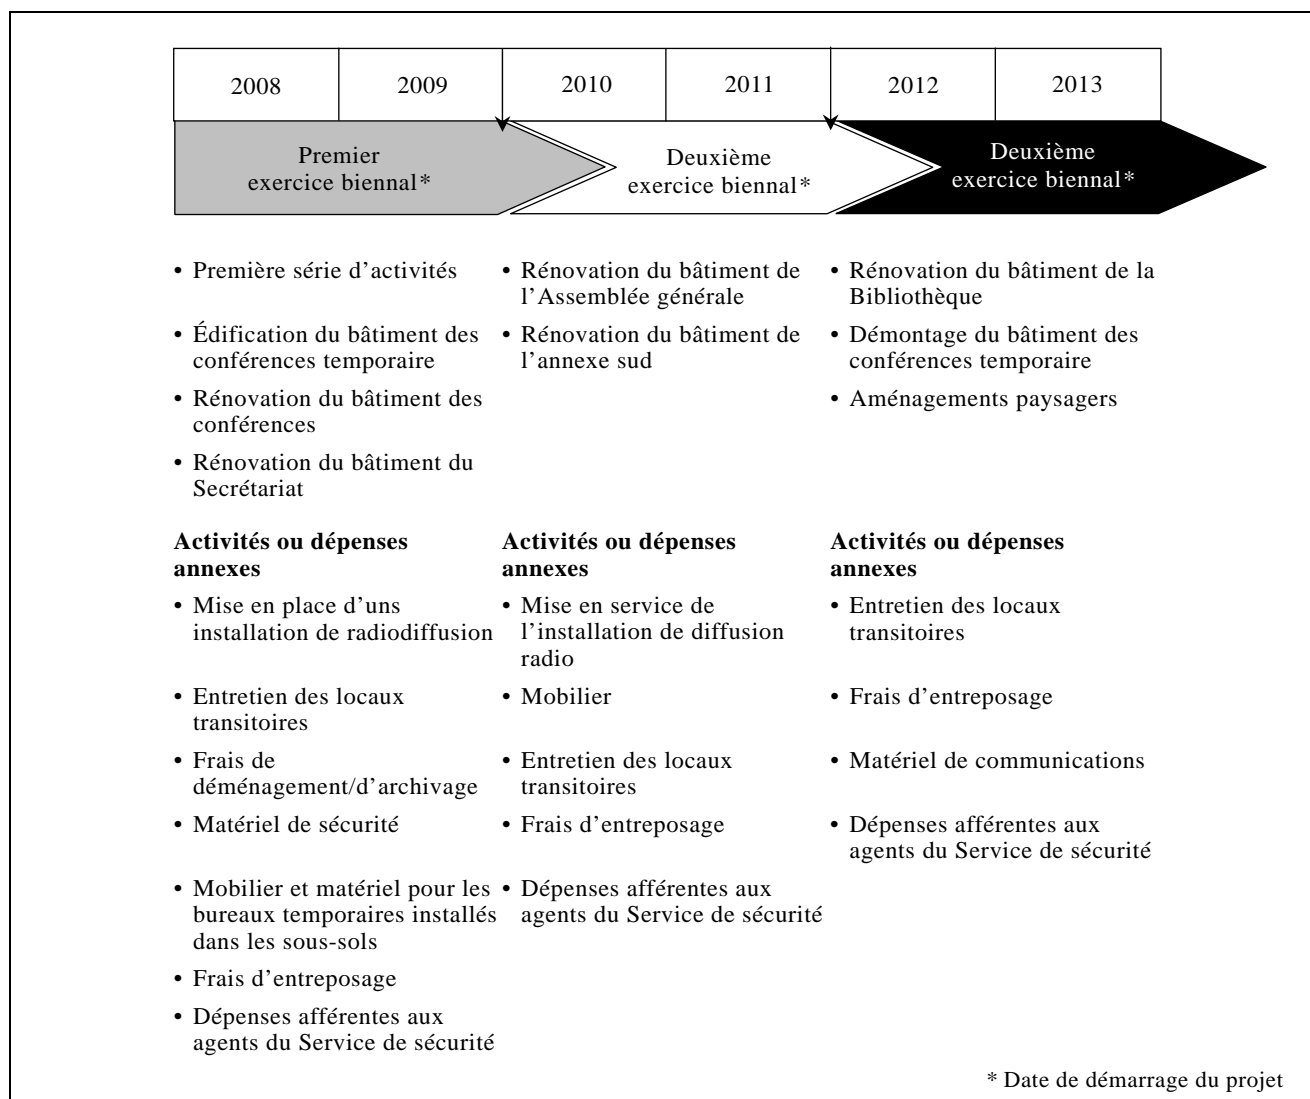 2008 2009 2010 2011 2012 2013
Premier
exercice biennal*
Deuxième
exercice biennal*
Deuxième
exercice biennal*
• Première série d'activités
• Édification du bâtiment des
conférences temporaire
• Rénovation du bâtiment des
conférences
• Rénovation du bâtiment du
Secrétariat
• Rénovation du bâtiment de
l'Assemblée générale
• Rénovation du bâtiment de
l'annexe sud
• Rénovation du bâtiment de la
Bibliothèque
• Démontage du bâtiment des
conférences temporaire
• Aménagements paysagers
Activités ou dépenses
annexes
• Mise en place d'uns
installation de radiodiffusion
• Entretien des locaux
transitoires
• Frais de
déménagement/d'archivage
• Matériel de sécurité
• Mobilier et matériel pour les
bureaux temporaires installés
dans les sous-sols
• Frais d'entreposage
• Dépenses afférentes aux
agents du Service de sécurité
Activités ou dépenses
annexes
• Mise en service de
l'installation de diffusion
radio
• Mobilier
• Entretien des locaux
transitoires
• Frais d'entreposage
• Dépenses afférentes aux
agents du Service de sécurité
Activités ou dépenses
annexes
• Entretien des locaux
transitoires
• Frais d'entreposage
• Matériel de communications
• Dépenses afférentes aux
agents du Service de sécurité
* Date de démarrage du projet